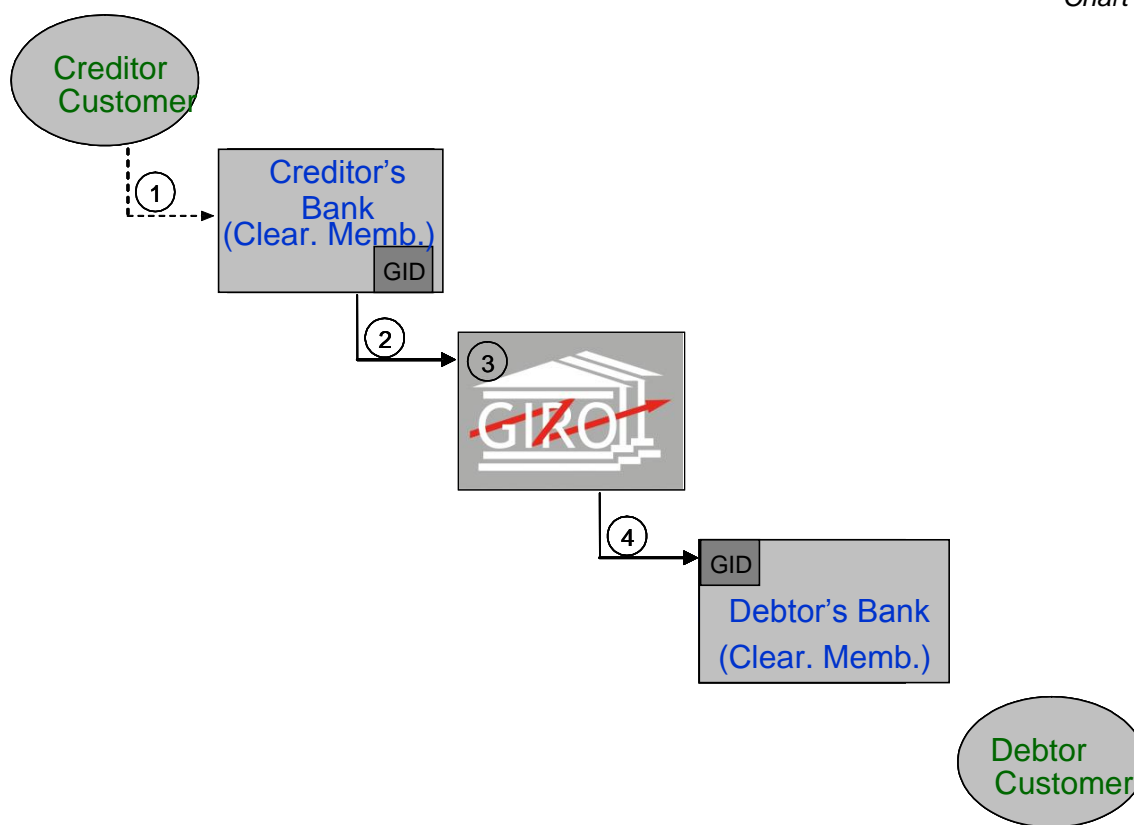 Chart
Creditor
Customer
1
Creditor's
Bank
(Clear. Memb.)
GID
2
3
GIRO
4
GID
Debtor's Bank
(Clear. Memb.)
Debtor
Customer